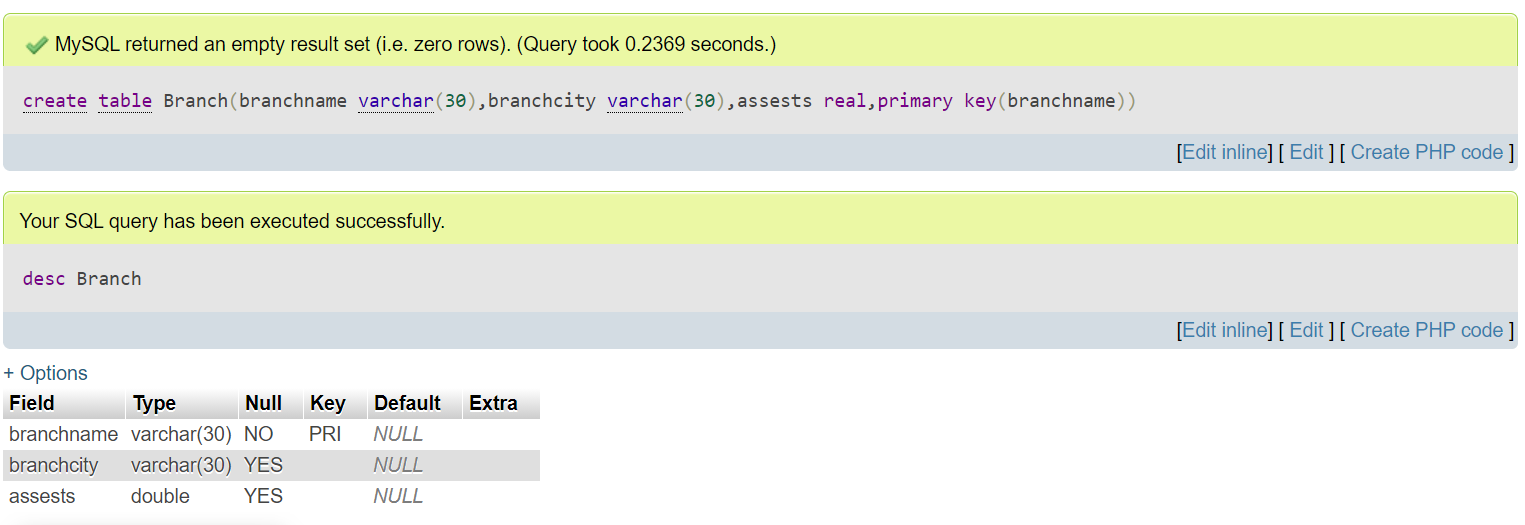 MySQL returned an empty result set (i.e. zero rows). (Query took 0.2369 seconds.)
create table Branch(branchname varchar(30),branchcity varchar(30),assests real,primary key(branchname))
[Edit inline] [ Edit ] [ Create PHP code ]
Your SQL query has been executed successfully.
desc Branch
[Edit inline] [ Edit ] [ Create PHP code ]
+ Options
Field Type Null Key Default Extra
branchname varchar(30) NO PRI NULL
branchcity varchar(30) YES NULL
assests double YES NULL